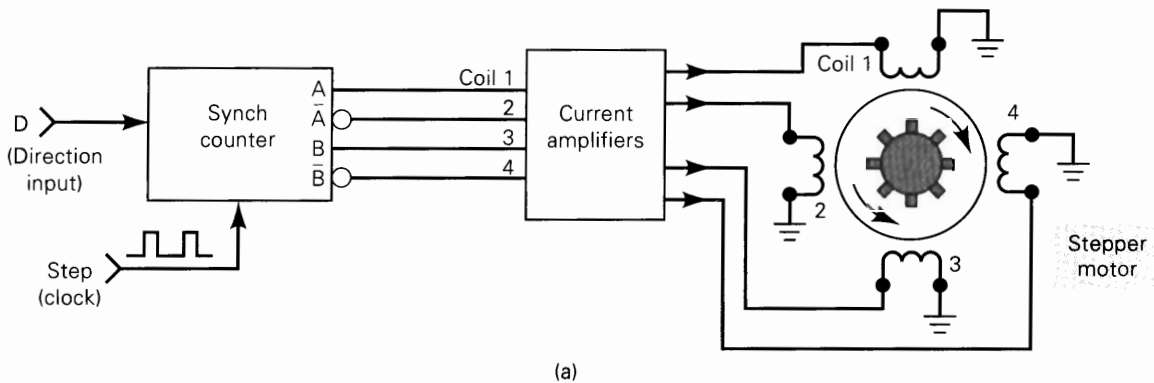 D
(Direction
input)
Step
(clock)
Synch
counter
A
A̅
B
B̅
Coil 1
2
3
4
Current
amplifiers
Coil 1
2
3
4
Stepper
motor
(a)